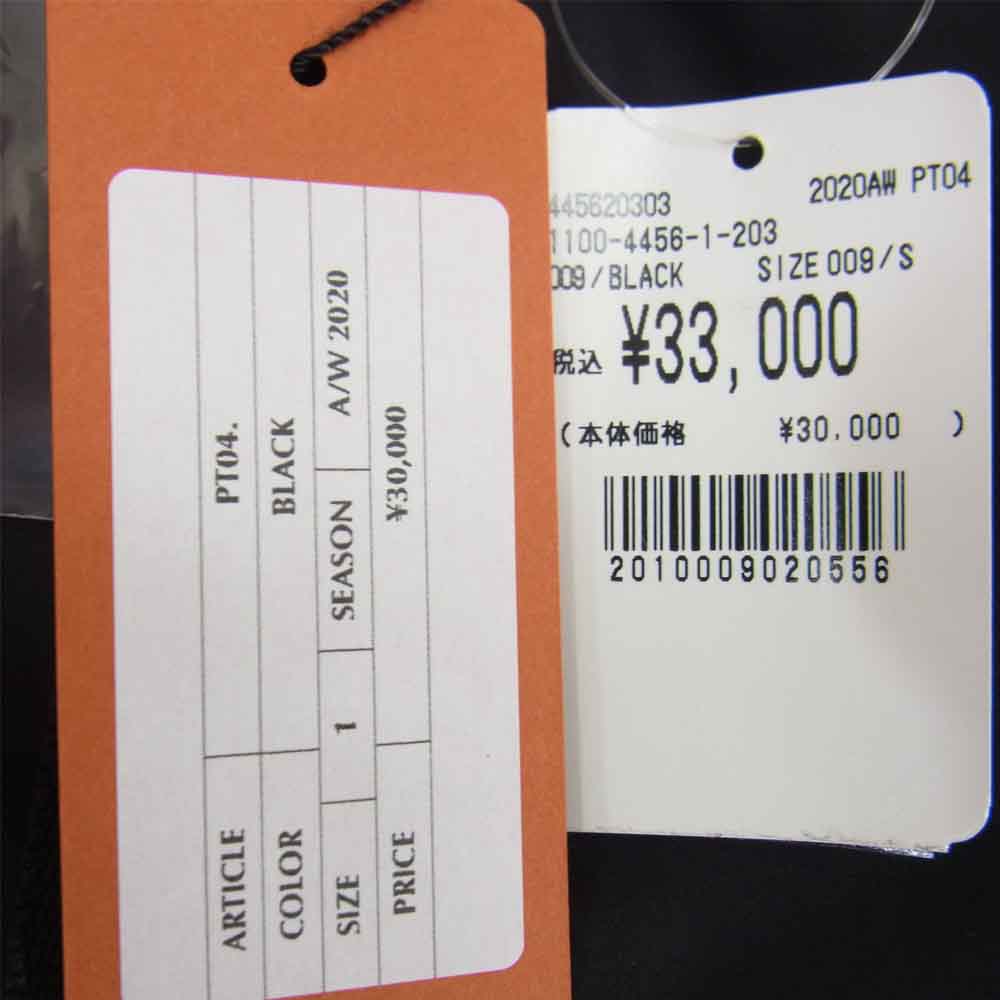 ARTICLE PT04.
COLOR BLACK
SIZE 1 SEASON A/W 2020
PRICE ¥30,000
2020AW PT04
445620303
1100-4456-1-203
009/BLACK SIZE 009/S
税込 ¥33,000
(本体価格 ¥30,000 )
2010009020556